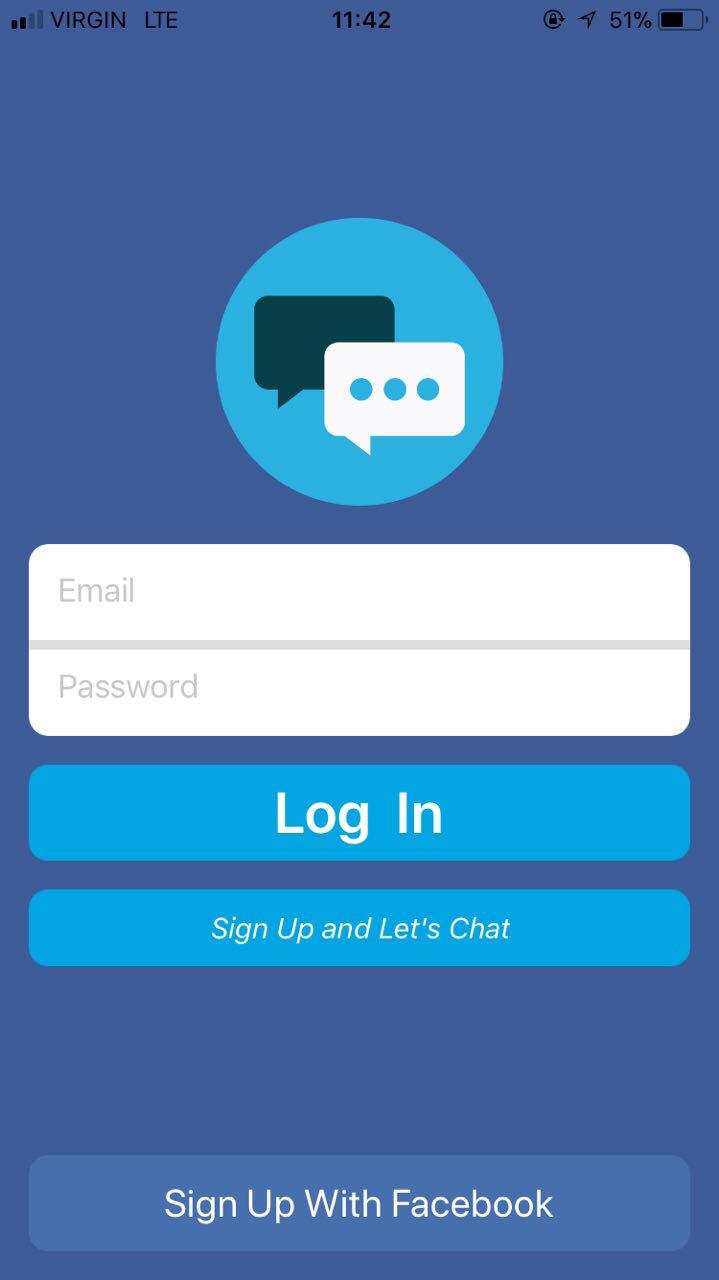 VIRGIN LTE 11:42 51%
Email
Password
Log In
Sign Up and Let's Chat
Sign Up With Facebook